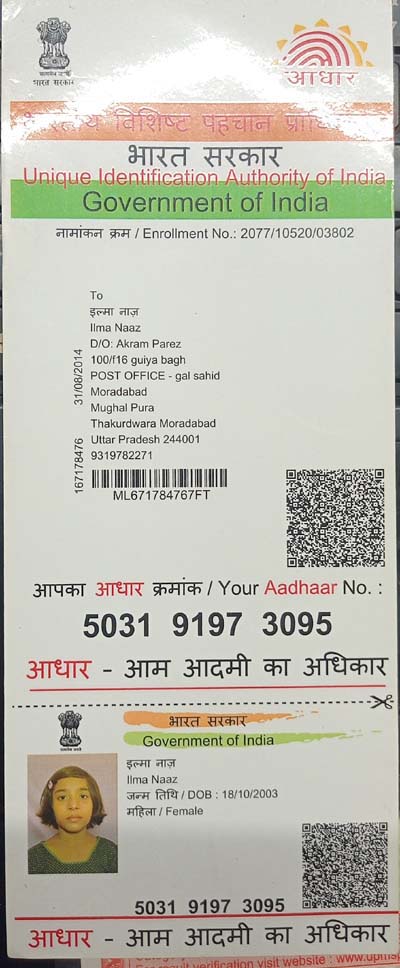 सत्यमेव जयते
भारत सरकार
आधार
विशिष्ट पहचान
भारत सरकार
Unique Identification Authority of India
Government of India
नामांकन क्रम / Enrollment No.: 2077/10520/03802
To
इल्मा नाज़
Ilma Naaz
D/O: Akram Parez
100/f16 guiya bagh
POST OFFICE - gal sahid
Moradabad
Mughal Pura
Thakurdwara Moradabad
Uttar Pradesh 244001
9319782271
31/08/2014
167178476
ML671784767FT
आपका आधार क्रमांक / Your Aadhaar No. :
5031 9197 3095
आधार - आम आदमी का अधिकार
भारत सरकार
Government of India
इल्मा नाज़
Ilma Naaz
जन्म तिथि / DOB : 18/10/2003
महिला / Female
5031 9197 3095
आधार - आम आदमी का अधिकार
result verification visit website :